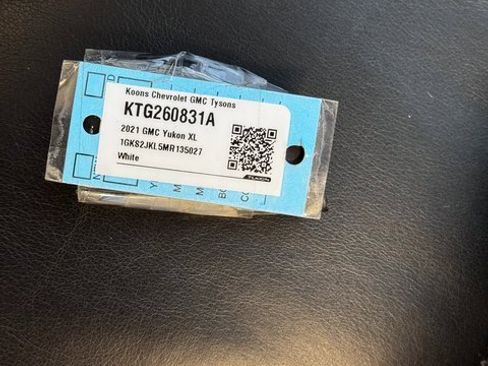 Koons Chevrolet GMC Tysons
KTG260831A
2021 GMC Yukon XL
1GKS2JKL5MR135027
White